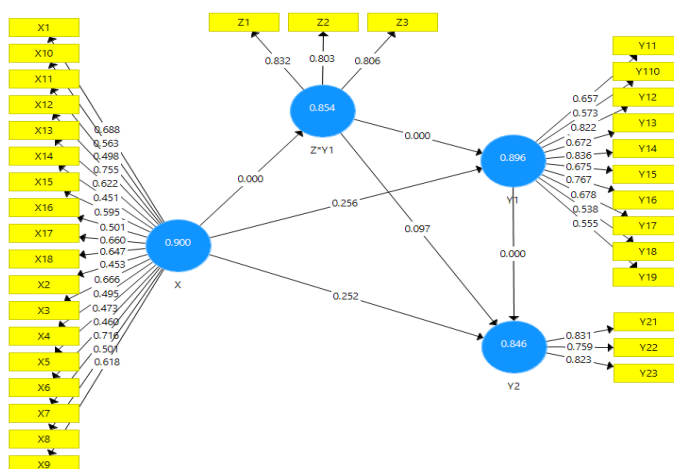 Z1 Z2 Z3
0.832 0.803 0.806
0.854
Z*Y1
X1
X10
X11
X12
X13
X14
X15
X16
X17
X18
X2
X3
X4
X5
X6
X7
X8
X9
0.688
0.563
0.498
0.755
0.622
0.451
0.595
0.501
0.660
0.647
0.453
0.666
0.495
0.473
0.460
0.716
0.501
0.618
0.900
X
0.000
0.256
0.252
0.000
0.097
0.000
0.896
Y1
0.657
0.573
0.822
0.672
0.836
0.675
0.767
0.678
0.538
0.555
Y11
Y110
Y12
Y13
Y14
Y15
Y16
Y17
Y18
Y19
0.846
Y2
0.831
0.759
0.823
Y21
Y22
Y23